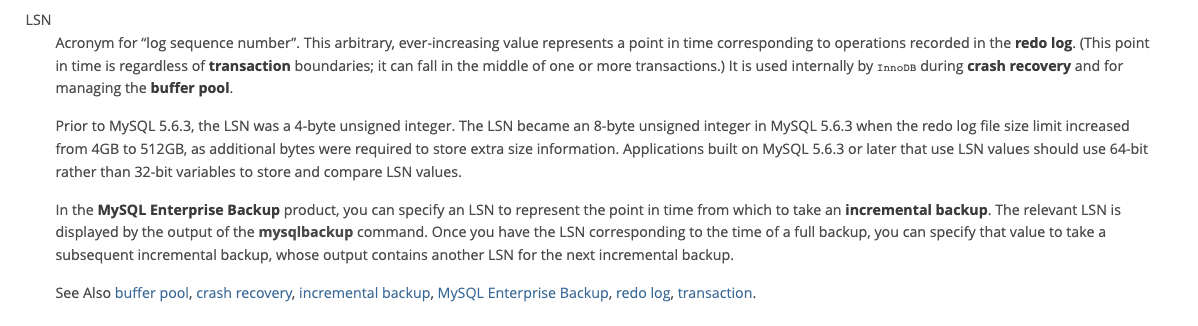 LSN
Acronym for “log sequence number”. This arbitrary, ever-increasing value represents a point in time corresponding to operations recorded in the redo log. (This point
in time is regardless of transaction boundaries; it can fall in the middle of one or more transactions.) It is used internally by InnoDB during crash recovery and for
managing the buffer pool.
Prior to MySQL 5.6.3, the LSN was a 4-byte unsigned integer. The LSN became an 8-byte unsigned integer in MySQL 5.6.3 when the redo log file size limit increased
from 4GB to 512GB, as additional bytes were required to store extra size information. Applications built on MySQL 5.6.3 or later that use LSN values should use 64-bit
rather than 32-bit variables to store and compare LSN values.
In the MySQL Enterprise Backup product, you can specify an LSN to represent the point in time from which to take an incremental backup. The relevant LSN is
displayed by the output of the mysqlbackup command. Once you have the LSN corresponding to the time of a full backup, you can specify that value to take a
subsequent incremental backup, whose output contains another LSN for the next incremental backup.
See Also buffer pool, crash recovery, incremental backup, MySQL Enterprise Backup, redo log, transaction.